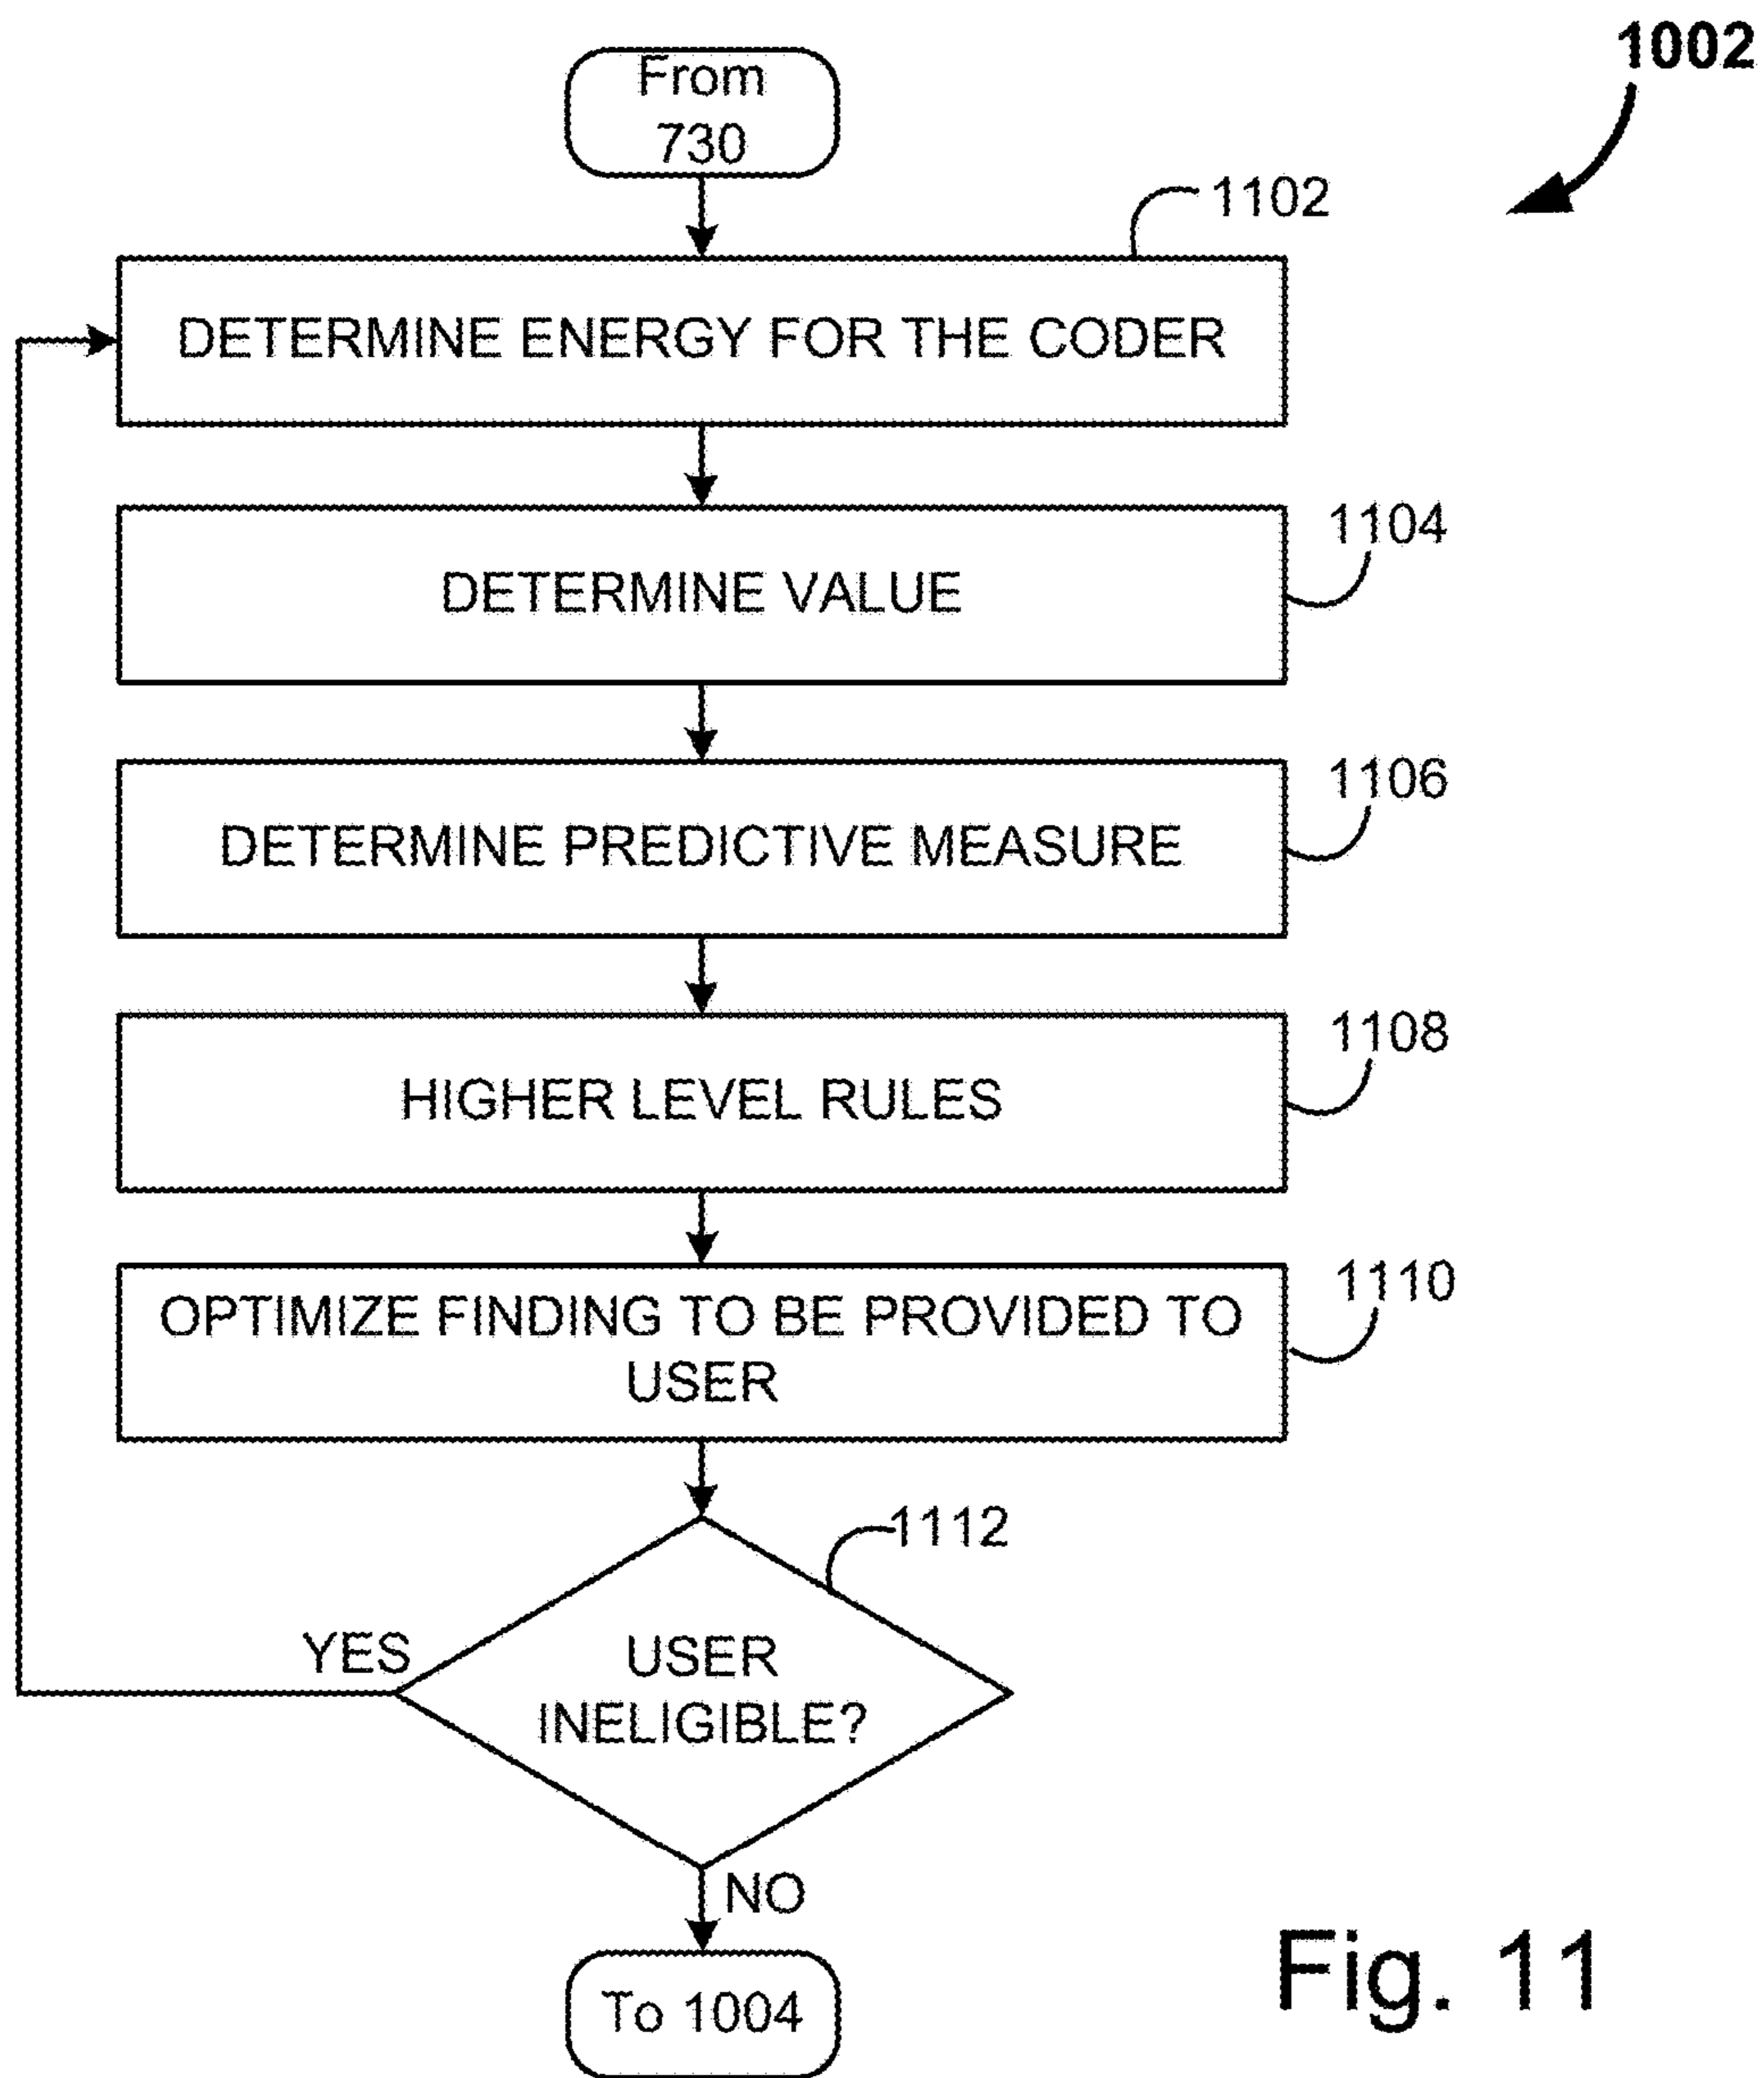 1002
From
730
1102
DETERMINE ENERGY FOR THE CODER
1104
DETERMINE VALUE
1106
DETERMINE PREDICTIVE MEASURE
1108
HIGHER LEVEL RULES
1110
OPTIMIZE FINDING TO BE PROVIDED TO
USER
1112
YES
USER
INELIGIBLE?
NO
To 1004
Fig. 11